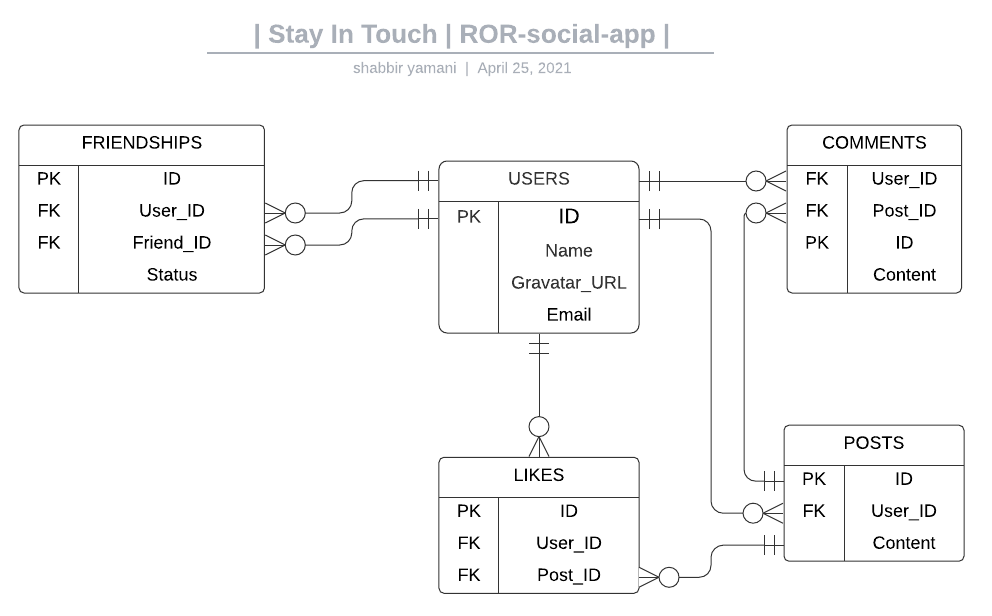 | Stay In Touch | ROR-social-app |
shabbir yamani | April 25, 2021
FRIENDSHIPS
PK ID
FK User_ID
FK Friend_ID
Status
USERS
PK ID
Name
Gravatar_URL
Email
COMMENTS
FK User_ID
FK Post_ID
PK ID
Content
LIKES
PK ID
FK User_ID
FK Post_ID
POSTS
PK ID
FK User_ID
Content